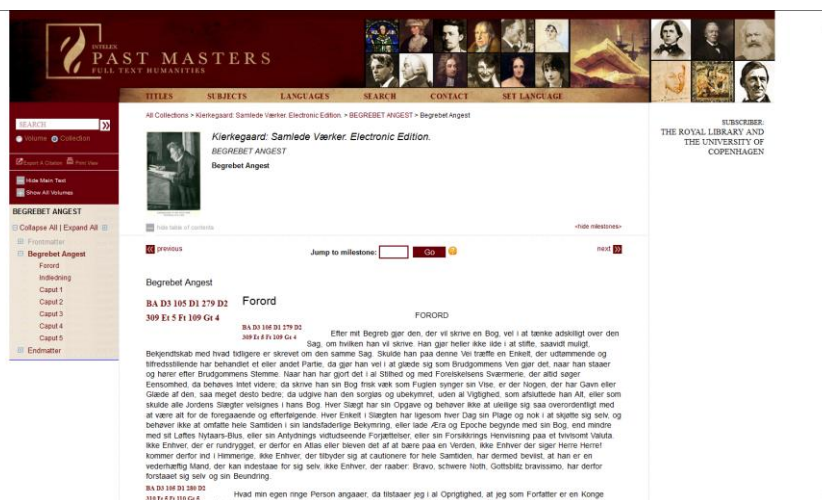 INTELEX
PAST MASTERS
FULL TEXT HUMANITIES
TITLES SUBJECTS LANGUAGES SEARCH CONTACT SET LANGUAGE
SEARCH
Volume Collection
Export A Citation Print View
Hide Main Text
Show All Volumes
BEGREBET ANGEST
Collapse All | Expand All
Frontmatter
Begrebet Angest
Forord
Indledning
Caput 1
Caput 2
Caput 3
Caput 4
Caput 5
Endmatter
All Collections > Kierkegaard: Samlede Værker. Electronic Edition. > BEGREBET ANGEST > Begrebet Angest
Kierkegaard: Samlede Værker. Electronic Edition.
BEGREBET ANGEST
Begrebet Angest
hide table of contents
«hide milestones»
previous
Jump to milestone: Go ?
next
Begrebet Angest
BA D3 105 D1 279 D2
309 Et 5 Ft 109 Gt 4
Forord
FORORD
BA D3 105 D1 279 D2
309 Et 5 Ft 109 Gt 4
Efter mit Begreb gjør den, der vil skrive en Bog, vel i at tænke adskilligt over den
Sag, om hvilken han vil skrive. Han gjør heller ikke ilde i at stifte, saavidt muligt,
Bekjendtskab med hvad tidligere er skrevet om den samme Sag. Skulde han paa denne Vei træffe en Enkelt, der udtømmende og
tilfredsstillende har behandlet et eller andet Partie, da gjør han vel i at glæde sig som Brudgommens Ven gjør det, naar han staaer
og hører efter Brudgommens Stemme. Naar han har gjort det i al Stilhed og med Forelskelsens Sværmerie, der altid søger
Eensomhed, da behøves Intet videre; da skrive han sin Bog frisk væk som Fuglen synger sin Vise, er der Nogen, der har Gavn eller
Glæde af den, saa meget desto bedre; da udgive han den sorgløs og ubekymret, uden al Vigtighed, som afsluttede han Alt, eller som
skulde alle Jordens Slægter velsignes i hans Bog. Hver Slægt har sin Opgave og behøver ikke at uleilige sig saa overordentligt med
at være alt for de foregaaende og efterfølgende. Hver Enkelt i Slægten har ligesom hver Dag sin Plage og nok i at skjøtte sig selv, og
behøver ikke at omfatte hele Samtiden i sin landsfaderlige Bekymring, eller lade Æra og Epoche begynde med sin Bog, end mindre
med sit Løftes Nytaars-Blus, eller sin Antydnings vidtudseende Forjættelser, eller sin Forsikkrings Henviisning paa et tvivlsomt Valuta.
Ikke Enhver, der er rundrygget, er derfor en Atlas eller bleven det af at bære paa en Verden, ikke Enhver der siger Herre Herre!
kommer derfor ind i Himmerige, ikke Enhver, der tilbyder sig at cautionere for hele Samtiden, har dermed beviist, at han er en
vederhæftig Mand, der kan indestaae for sig selv, ikke Enhver, der raaber: Bravo, schwere Noth, Gottsblitz bravissimo, har derfor
forstaaet sig selv og sin Beundring.
BA D3 105 D1 280 D2
310 Et 5 Ft 110 Gt 5
Hvad min egen ringe Person angaaer, da tilstaaer jeg i al Oprigtighed, at jeg som Forfatter er en Konge
SUBSCRIBER:
THE ROYAL LIBRARY AND
THE UNIVERSITY OF
COPENHAGEN